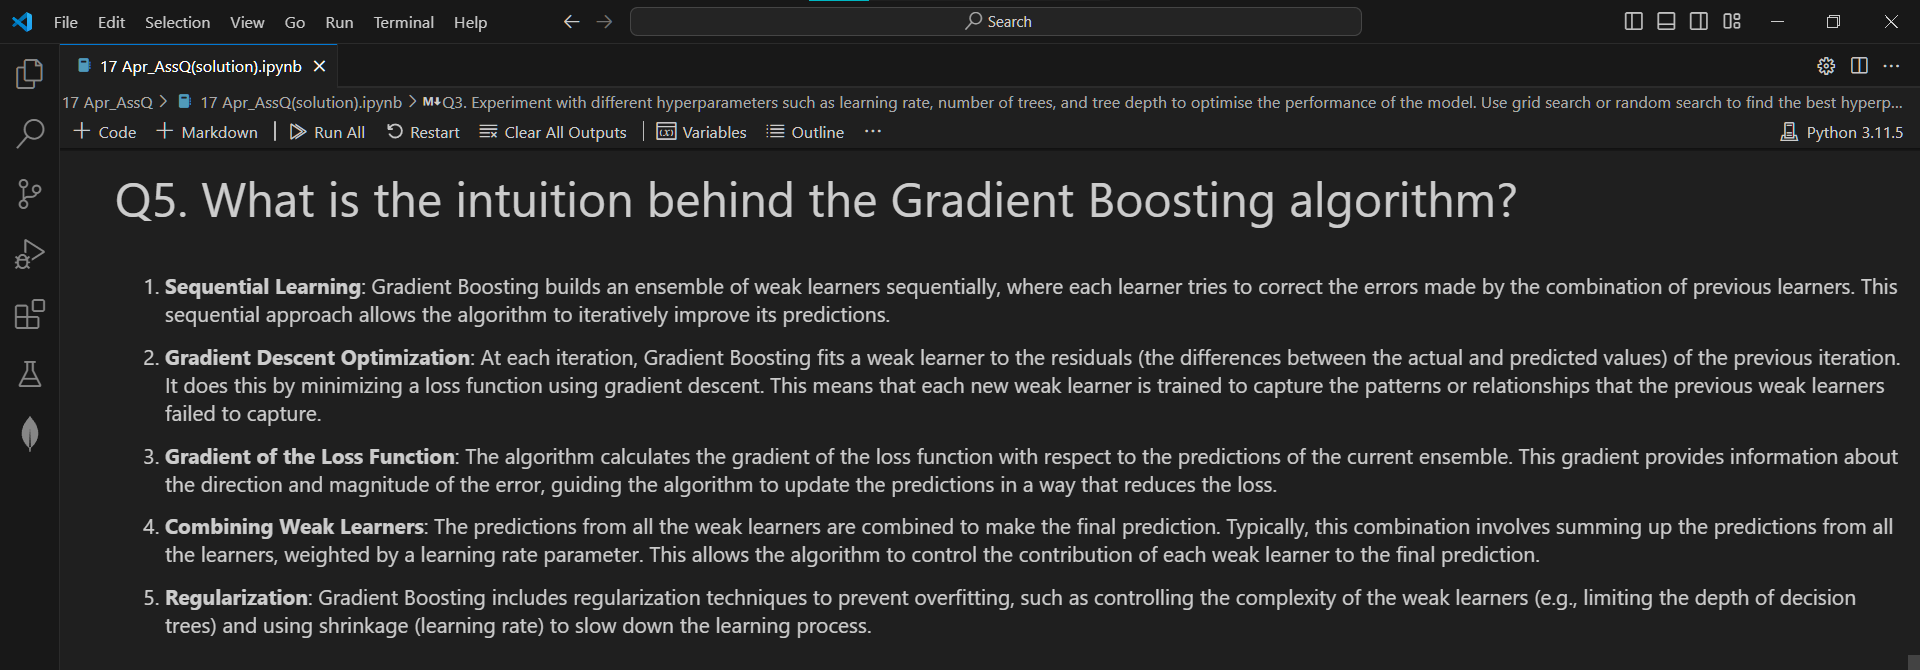 File Edit Selection View Go Run Terminal Help Search
17 Apr_AssQ(solution).ipynb
17 Apr_AssQ > 17 Apr_AssQ(solution).ipynb > M↓Q3. Experiment with different hyperparameters such as learning rate, number of trees, and tree depth to optimise the performance of the model. Use grid search or random search to find the best hyperp...
+ Code + Markdown | Run All Restart Clear All Outputs | Variables Outline ... Python 3.11.5
Q5. What is the intuition behind the Gradient Boosting algorithm?
1. Sequential Learning: Gradient Boosting builds an ensemble of weak learners sequentially, where each learner tries to correct the errors made by the combination of previous learners. This
sequential approach allows the algorithm to iteratively improve its predictions.
2. Gradient Descent Optimization: At each iteration, Gradient Boosting fits a weak learner to the residuals (the differences between the actual and predicted values) of the previous iteration.
It does this by minimizing a loss function using gradient descent. This means that each new weak learner is trained to capture the patterns or relationships that the previous weak learners
failed to capture.
3. Gradient of the Loss Function: The algorithm calculates the gradient of the loss function with respect to the predictions of the current ensemble. This gradient provides information about
the direction and magnitude of the error, guiding the algorithm to update the predictions in a way that reduces the loss.
4. Combining Weak Learners: The predictions from all the weak learners are combined to make the final prediction. Typically, this combination involves summing up the predictions from all
the learners, weighted by a learning rate parameter. This allows the algorithm to control the contribution of each weak learner to the final prediction.
5. Regularization: Gradient Boosting includes regularization techniques to prevent overfitting, such as controlling the complexity of the weak learners (e.g., limiting the depth of decision
trees) and using shrinkage (learning rate) to slow down the learning process.